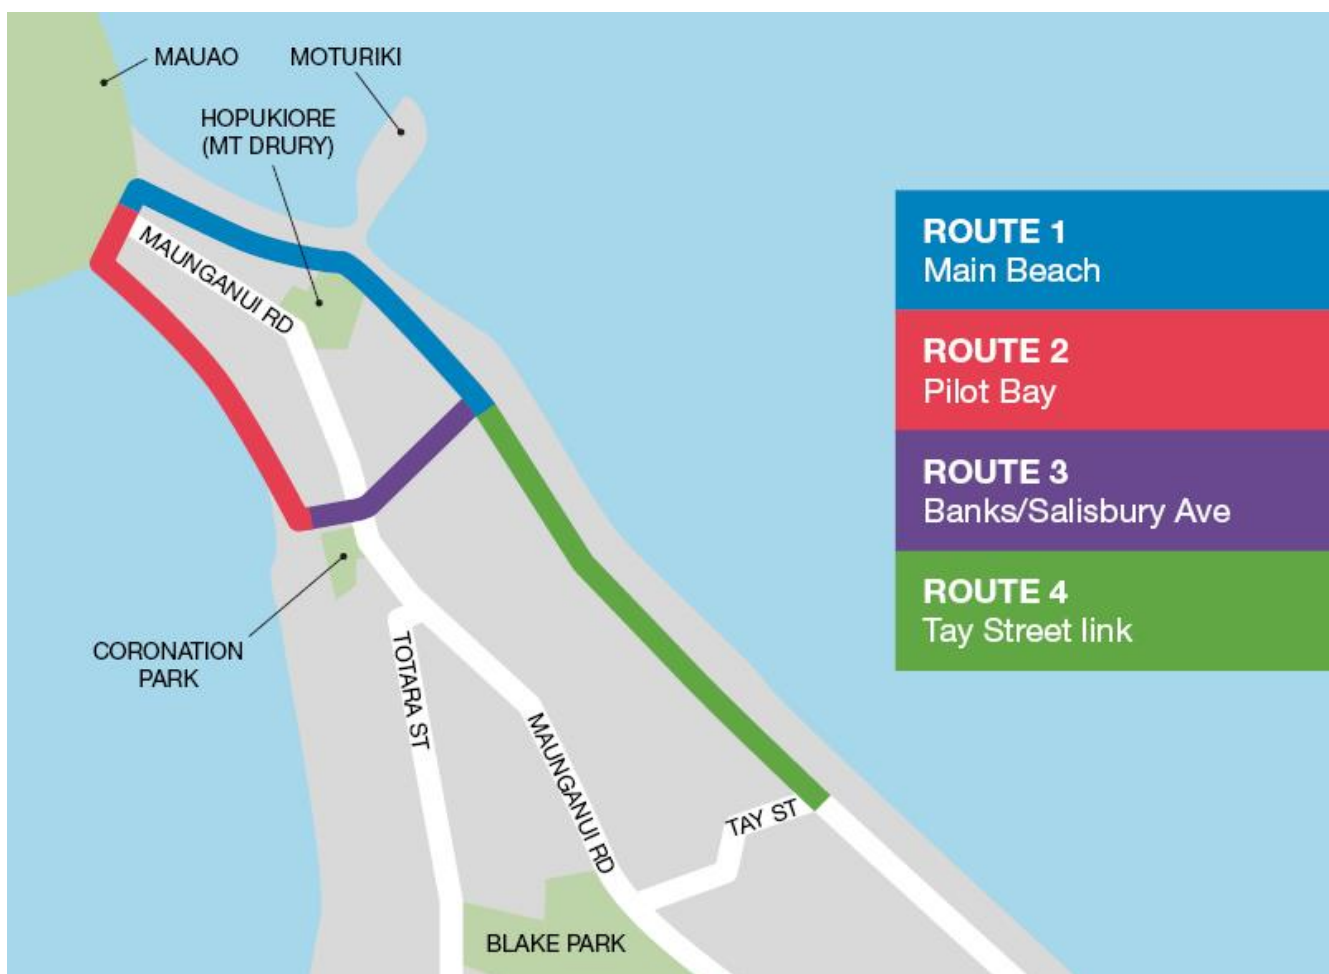 MAUAO
MOTURIKI
HOPUKIORE
(MT DRURY)
MAUNGANUI RD
ROUTE 1
Main Beach
ROUTE 2
Pilot Bay
ROUTE 3
Banks/Salisbury Ave
ROUTE 4
Tay Street link
CORONATION
PARK
TOTARA ST
MAUNGANUI RD
TAY ST
BLAKE PARK